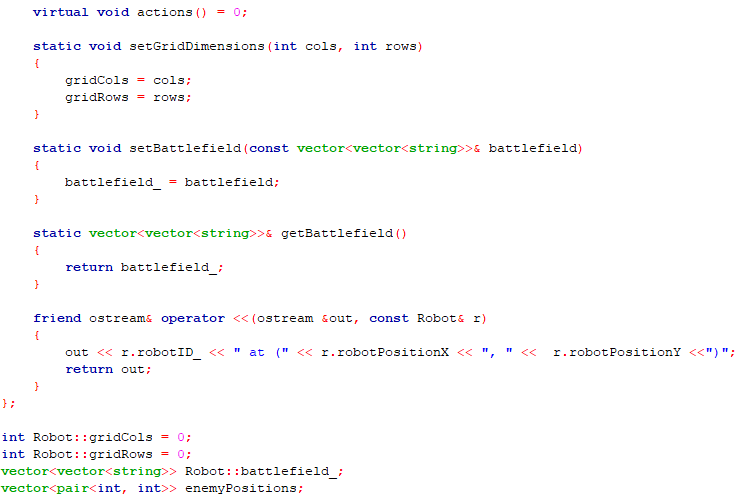 virtual void actions() = 0;
static void setGridDimensions(int cols, int rows)
{
gridCols = cols;
gridRows = rows;
}
static void setBattlefield(const vector<vector<string>>& battlefield)
{
battlefield_ = battlefield;
}
static vector<vector<string>>& getBattlefield()
{
return battlefield_;
}
friend ostream& operator <<(ostream &out, const Robot& r)
{
out << r.robotID_ << " at (" << r.robotPositionX << ", " <<  r.robotPositionY <<")";
return out;
}
};
int Robot::gridCols = 0;
int Robot::gridRows = 0;
vector<vector<string>> Robot::battlefield_;
vector<pair<int, int>> enemyPositions;